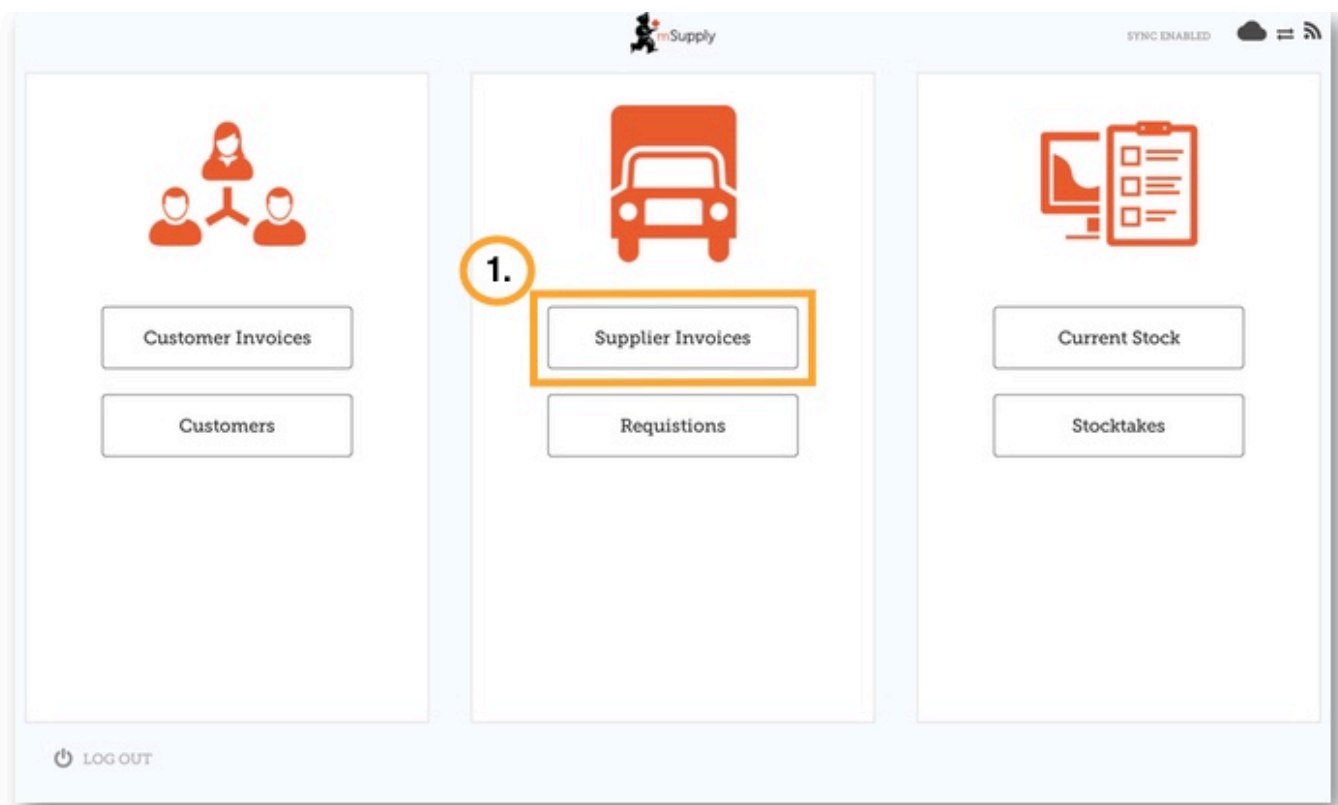 mSupply
SYNC ENABLED
1.
Customer Invoices
Supplier Invoices
Current Stock
Customers
Requistions
Stocktakes
LOG OUT